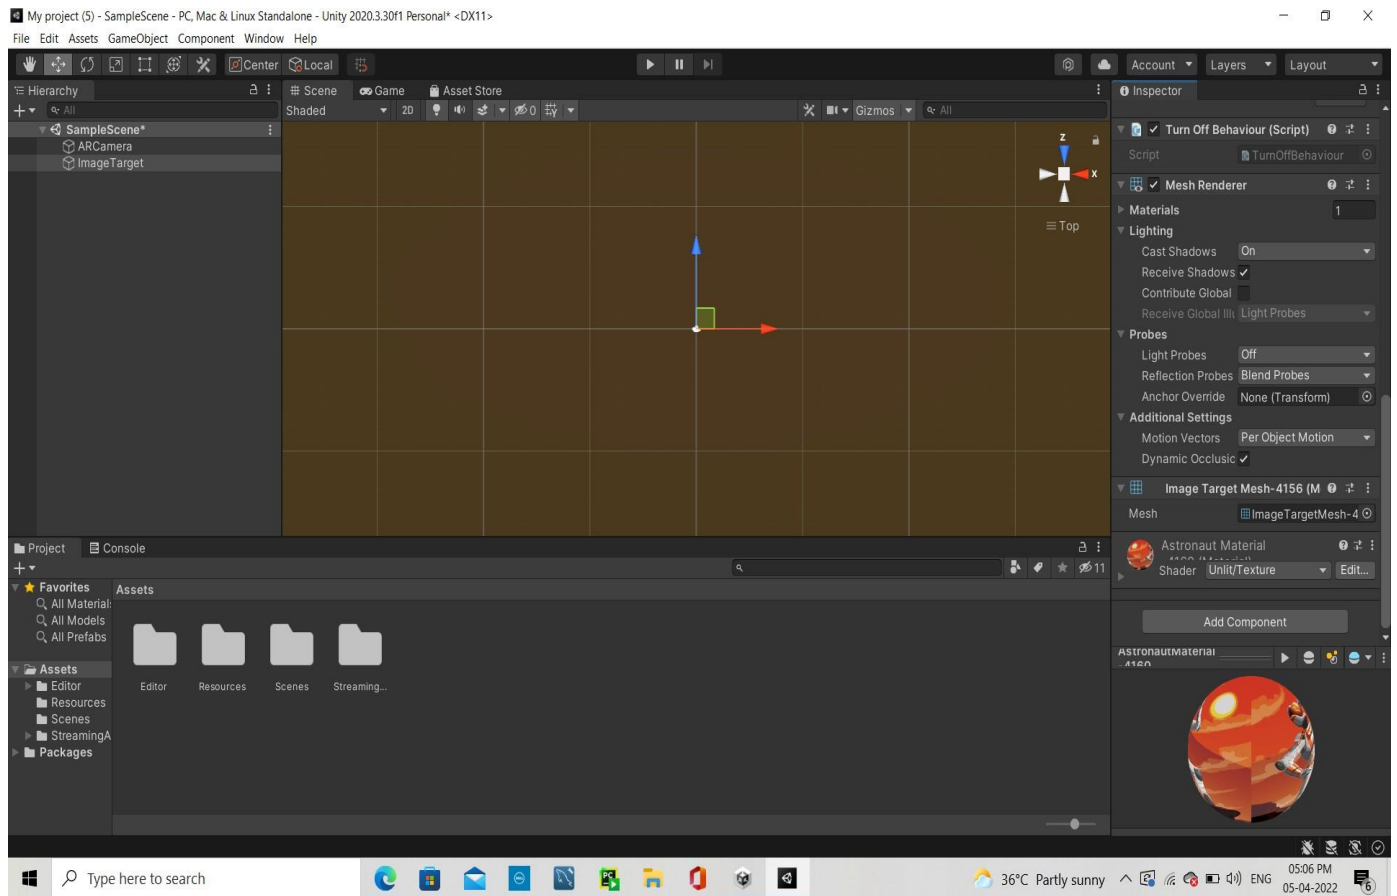 My project (5) - SampleScene - PC, Mac & Linux Standalone - Unity 2020.3.30f1 Personal* <DX11>
File Edit Assets GameObject Component Window Help
Center Local
Account Layers Layout
Hierarchy
All
SampleScene*
ARCamera
ImageTarget
Scene Game Asset Store
Shaded 2D 0 Gizmos All
z
x
Top
Inspector
Turn Off Behaviour (Script)
Script TurnOffBehaviour
Mesh Renderer
Materials 1
Lighting
Cast Shadows On
Receive Shadows
Contribute Global
Receive Global Illu Light Probes
Probes
Light Probes Off
Reflection Probes Blend Probes
Anchor Override None (Transform)
Additional Settings
Motion Vectors Per Object Motion
Dynamic Occlusic
Image Target Mesh-4156 (M
Mesh ImageTargetMesh-4
Astronaut Material
Shader Unlit/Texture Edit...
Add Component
AstronautMaterial
-4160
Project Console
11
Favorites
All Materials
All Models
All Prefabs
Assets
Editor
Resources
Scenes
StreamingA
Packages
Assets
Editor Resources Scenes Streaming...
Type here to search
DELL
PC
36°C Partly sunny ENG
05:06 PM
05-04-2022
6